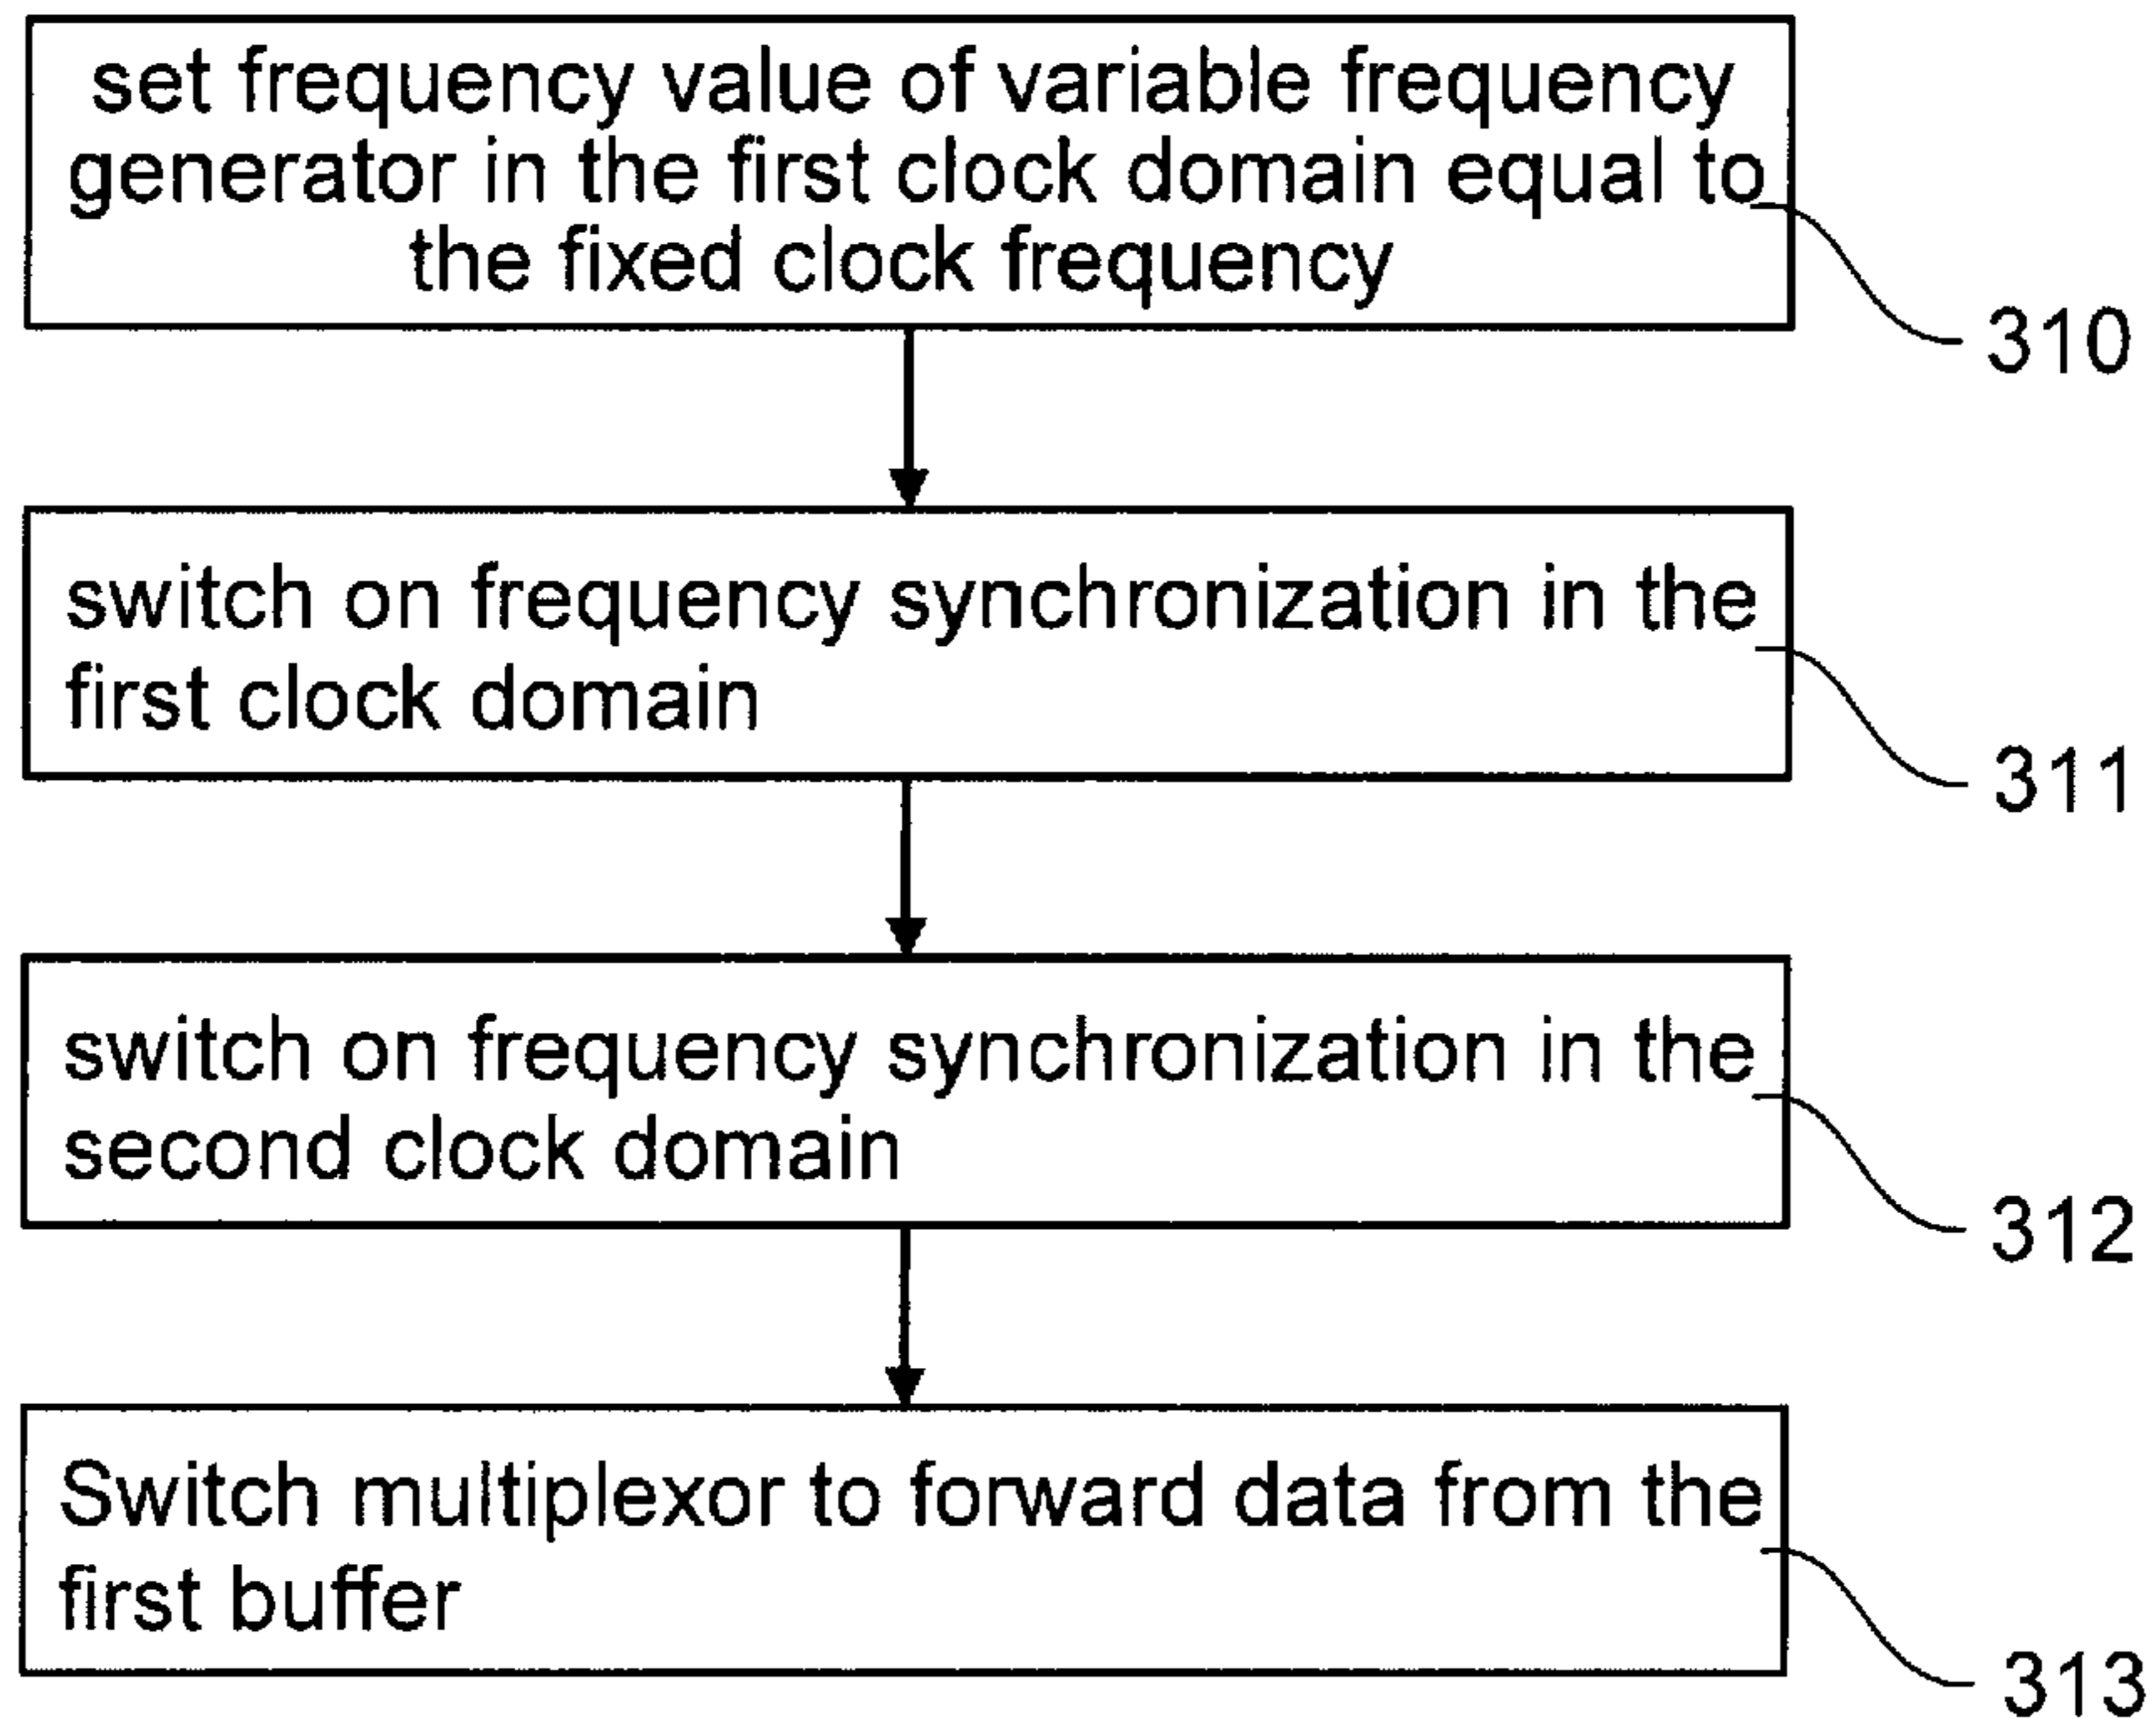 set frequency value of variable frequency
generator in the first clock domain equal to
the fixed clock frequency
310
switch on frequency synchronization in the
first clock domain
311
switch on frequency synchronization in the
second clock domain
312
Switch multiplexor to forward data from the
first buffer
313